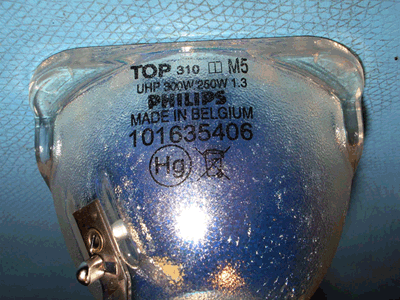 TOP 310 M5
UHP 300W/250W 1.3
PHILIPS
MADE IN BELGIUM
101635406
Hg